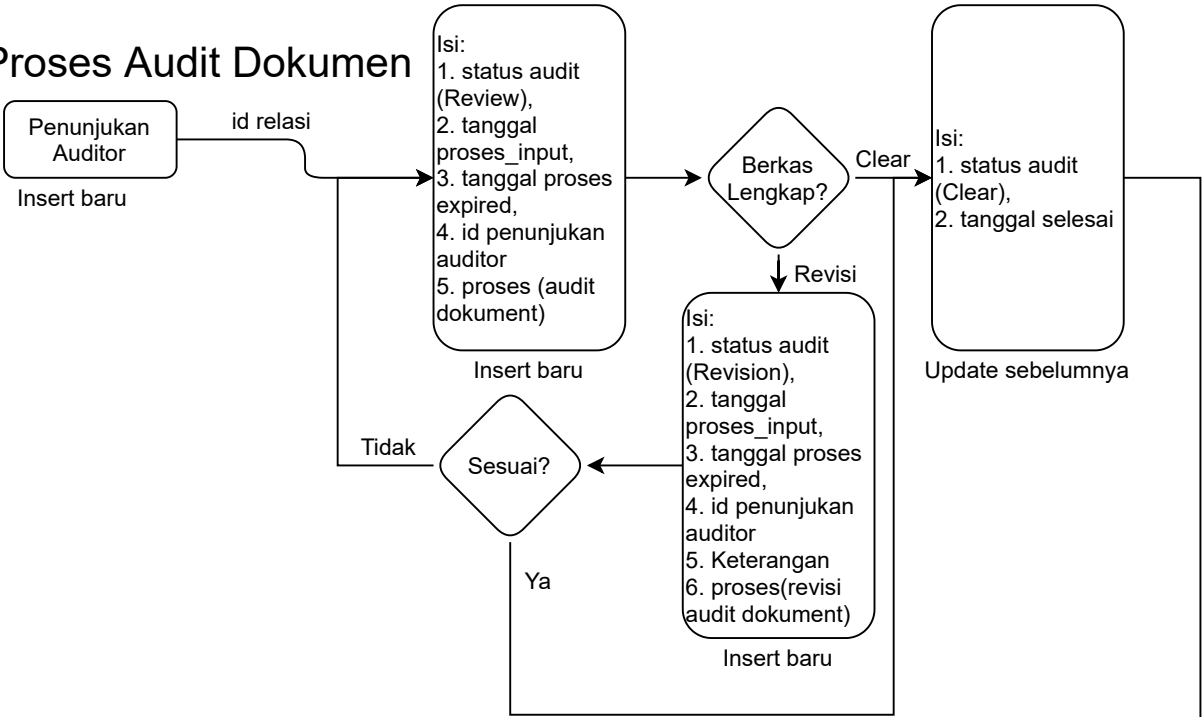 Proses Audit Dokumen
Penunjukan
Auditor
Insert baru
id relasi
Isi:
1. status audit
(Review),
2. tanggal
proses_input,
3. tanggal proses
expired,
4. id penunjukan
auditor
5. proses (audit
dokument)
Insert baru
Berkas
Lengkap?
Clear
Revisi
Isi:
1. status audit
(Clear),
2. tanggal selesai
Update sebelumnya
Isi:
1. status audit
(Revision),
2. tanggal
proses_input,
3. tanggal proses
expired,
4. id penunjukan
auditor
5. Keterangan
6. proses(revisi
audit dokument)
Insert baru
Sesuai?
Tidak
Ya